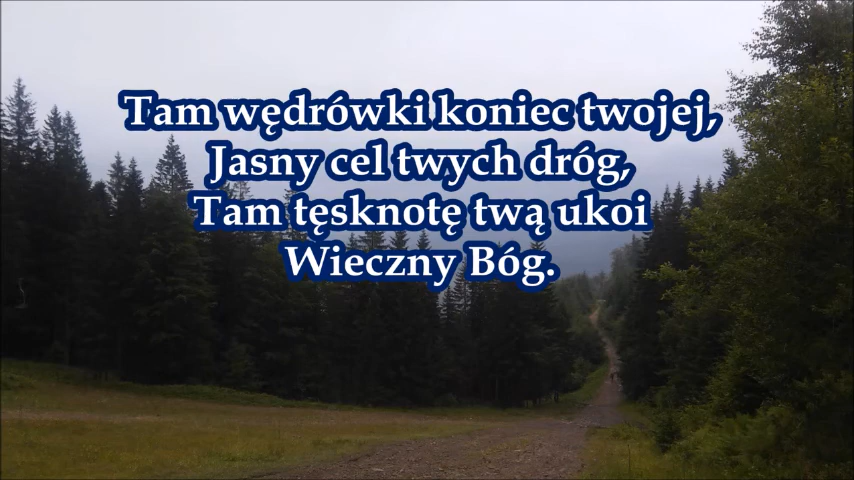 Tam wędrówki koniec twojej,
Jasny cel twych dróg,
Tam tęsknotę twą ukoi
Wieczny Bóg.